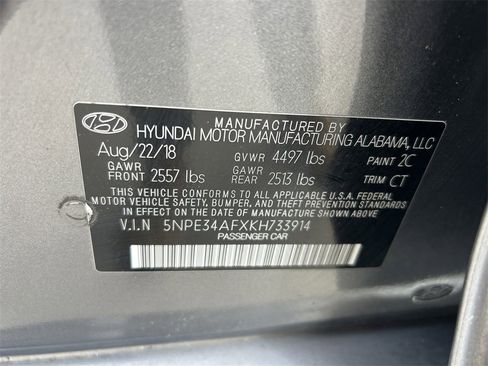 MANUFACTURED BY
HYUNDAI MOTOR MANUFACTURING ALABAMA, LLC
Aug/22/18 GVWR 4497 lbs PAINT 2C
GAWR FRONT 2557 lbs GAWR REAR 2513 lbs TRIM CT
THIS VEHICLE CONFORMS TO ALL APPLICABLE U.S.A FEDERAL
MOTOR VEHICLE SAFETY, BUMPER, AND THEFT PREVENTION STANDARDS
IN EFFECT ON THE DATE OF MANUFACTURE SHOWN ABOVE.
V.I.N 5NPE34AFXKH733914
PASSENGER CAR